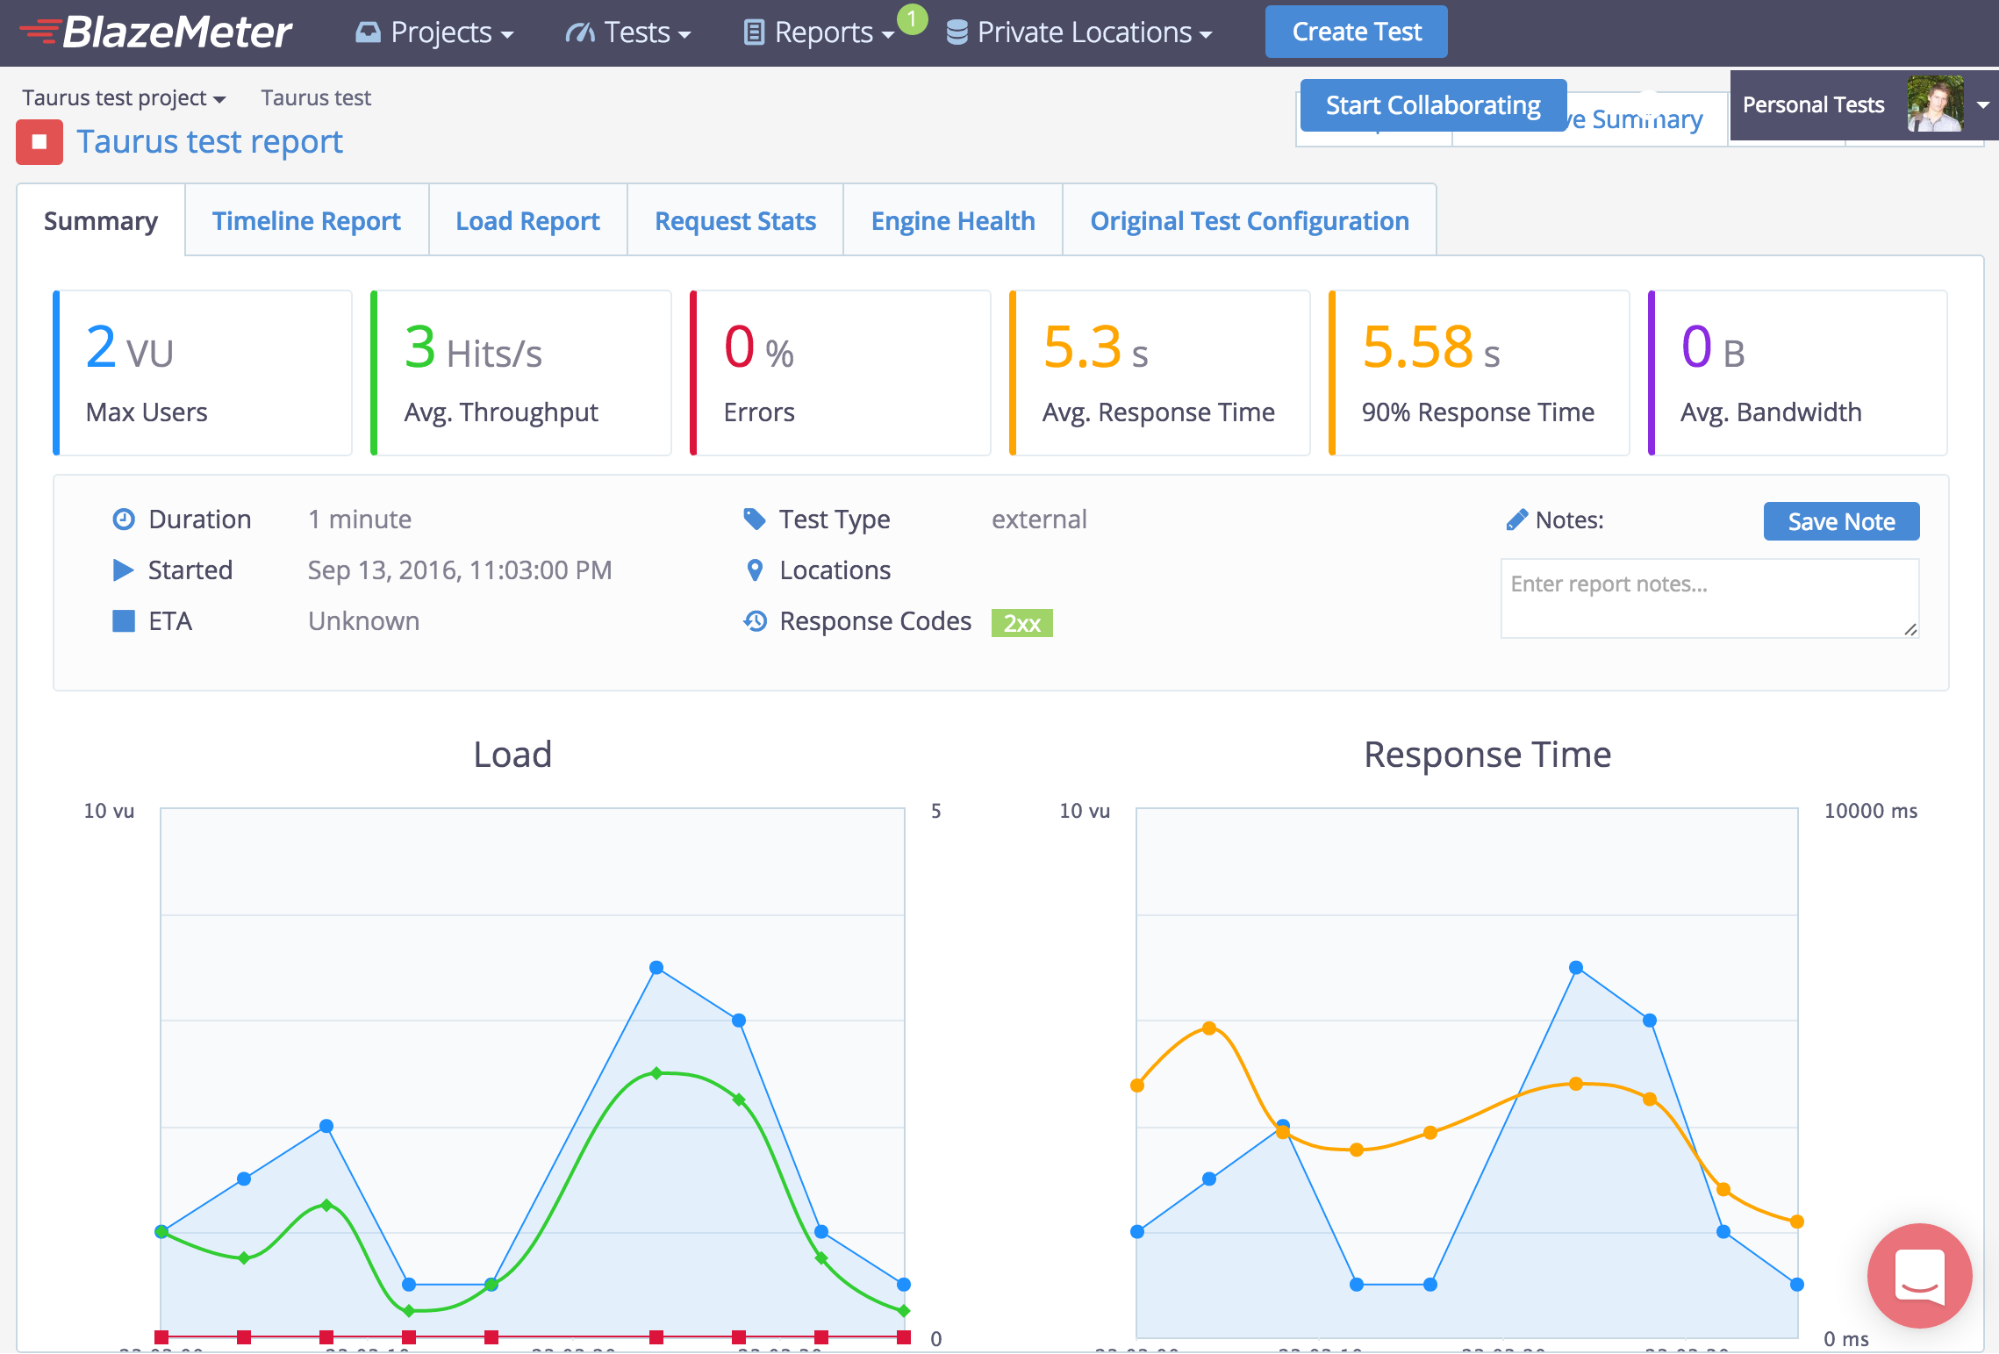 BlazeMeter
Projects
Tests
Reports
1
Private Locations
Create Test
Taurus test project
Taurus test
Start Collaborating
ve Summary
Personal Tests
Taurus test report
Summary
Timeline Report
Load Report
Request Stats
Engine Health
Original Test Configuration
2 VU
Max Users
3 Hits/s
Avg. Throughput
0 %
Errors
5.3 s
Avg. Response Time
5.58 s
90% Response Time
0 B
Avg. Bandwidth
Duration 1 minute
Started Sep 13, 2016, 11:03:00 PM
ETA Unknown
Test Type external
Locations
Response Codes 2xx
Notes:
Save Note
Enter report notes...
Load
10 vu
5
0
Response Time
10 vu
10000 ms
0 ms